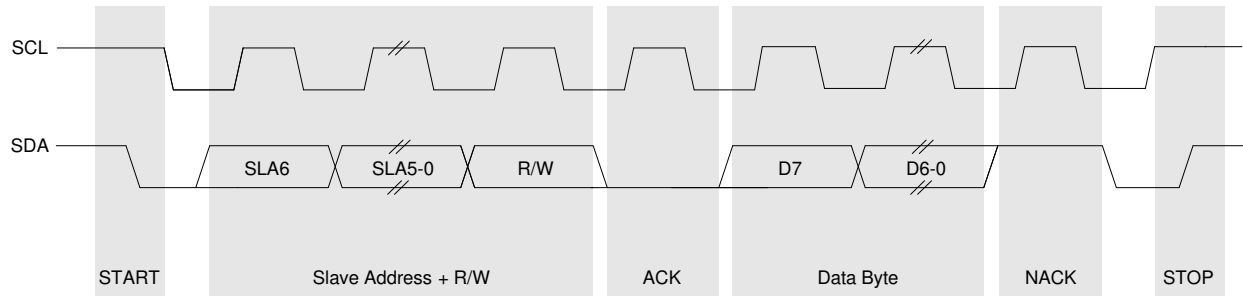 SCL
SDA
SLA6
SLA5-0
R/W
D7
D6-0
START
Slave Address + R/W
ACK
Data Byte
NACK
STOP